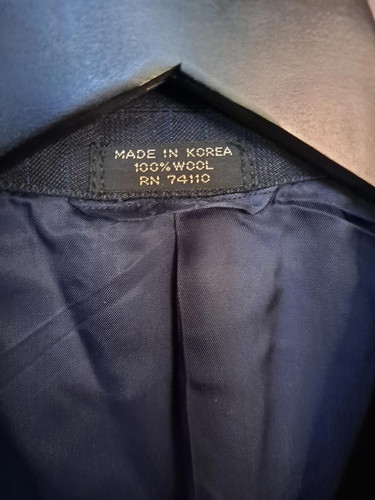 MADE IN KOREA
100% WOOL
RN. 74110